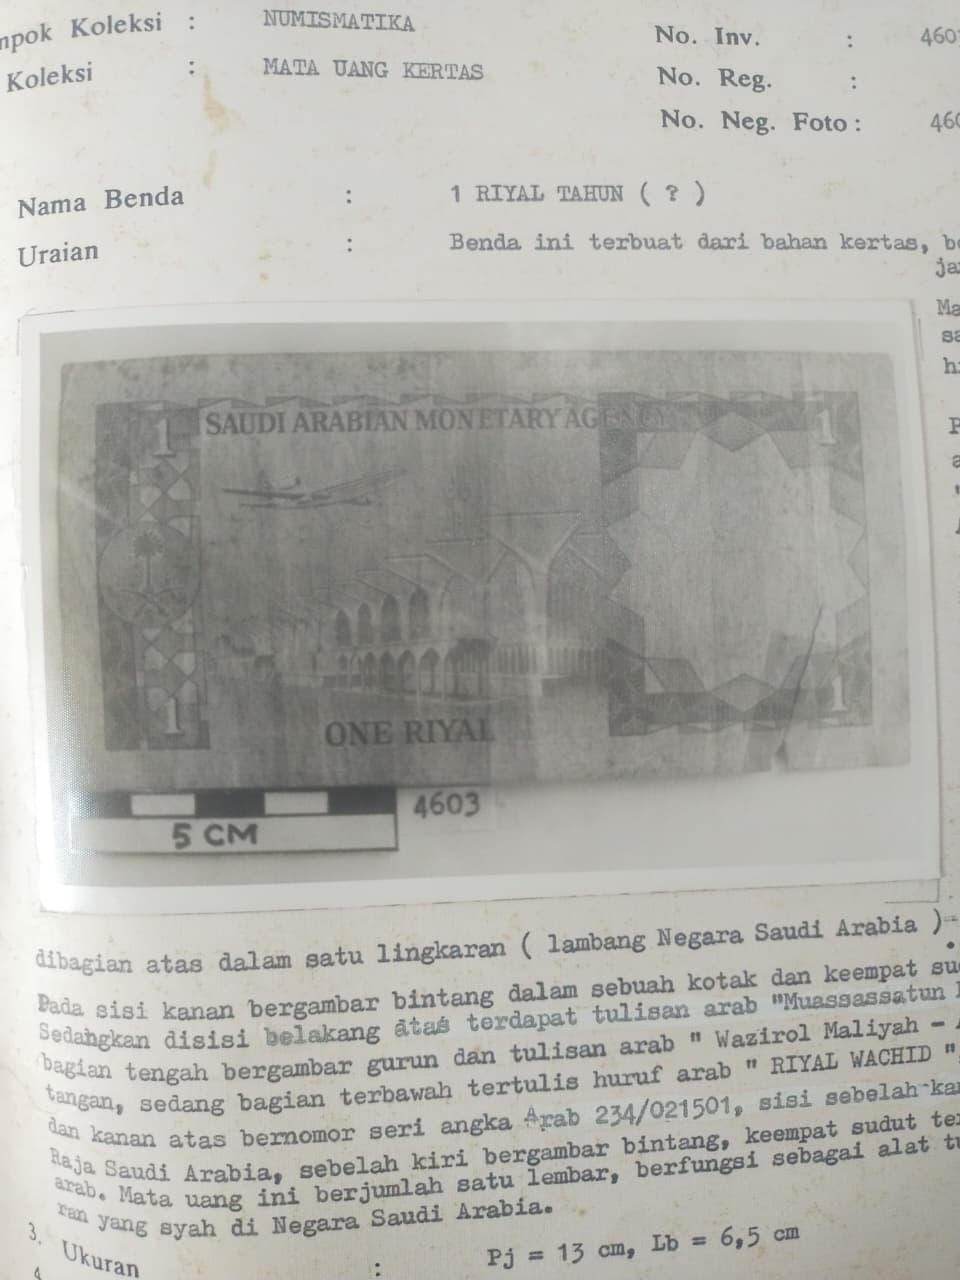 Koleksi : NUMISMATIKA
Koleksi : MATA UANG KERTAS
No. Inv. : 460
No. Reg. :
No. Neg. Foto : 46
Nama Benda : 1 RIYAL TAHUN ( ? )
Uraian : Benda ini terbuat dari bahan kertas,
SAUDI ARABIAN MONETARY AGENCY
1
1
1
1
ONE RIYAL
4603
5 CM
dibagian atas dalam satu lingkaran ( lambang Negara Saudi Arabia )
Pada sisi kanan bergambar bintang dalam sebuah kotak dan keempat
Sedangkan disisi belakang atas terdapat tulisan arab "Muassassatun
bagian tengah bergambar gurun dan tulisan arab " Wazirol Maliyah -
tangan, sedang bagian terbawah tertulis huruf arab " RIYAL WACHID ",
dan kanan atas bernomor seri angka Arab 234/021501, sisi sebelah
Raja Saudi Arabia, sebelah kiri bergambar bintang, keempat sudut
arab. Mata uang ini berjumlah satu lembar, berfungsi sebagai alat
ran yang syah di Negara Saudi Arabia.
3. Ukuran : Pj = 13 cm, Lb = 6,5 cm